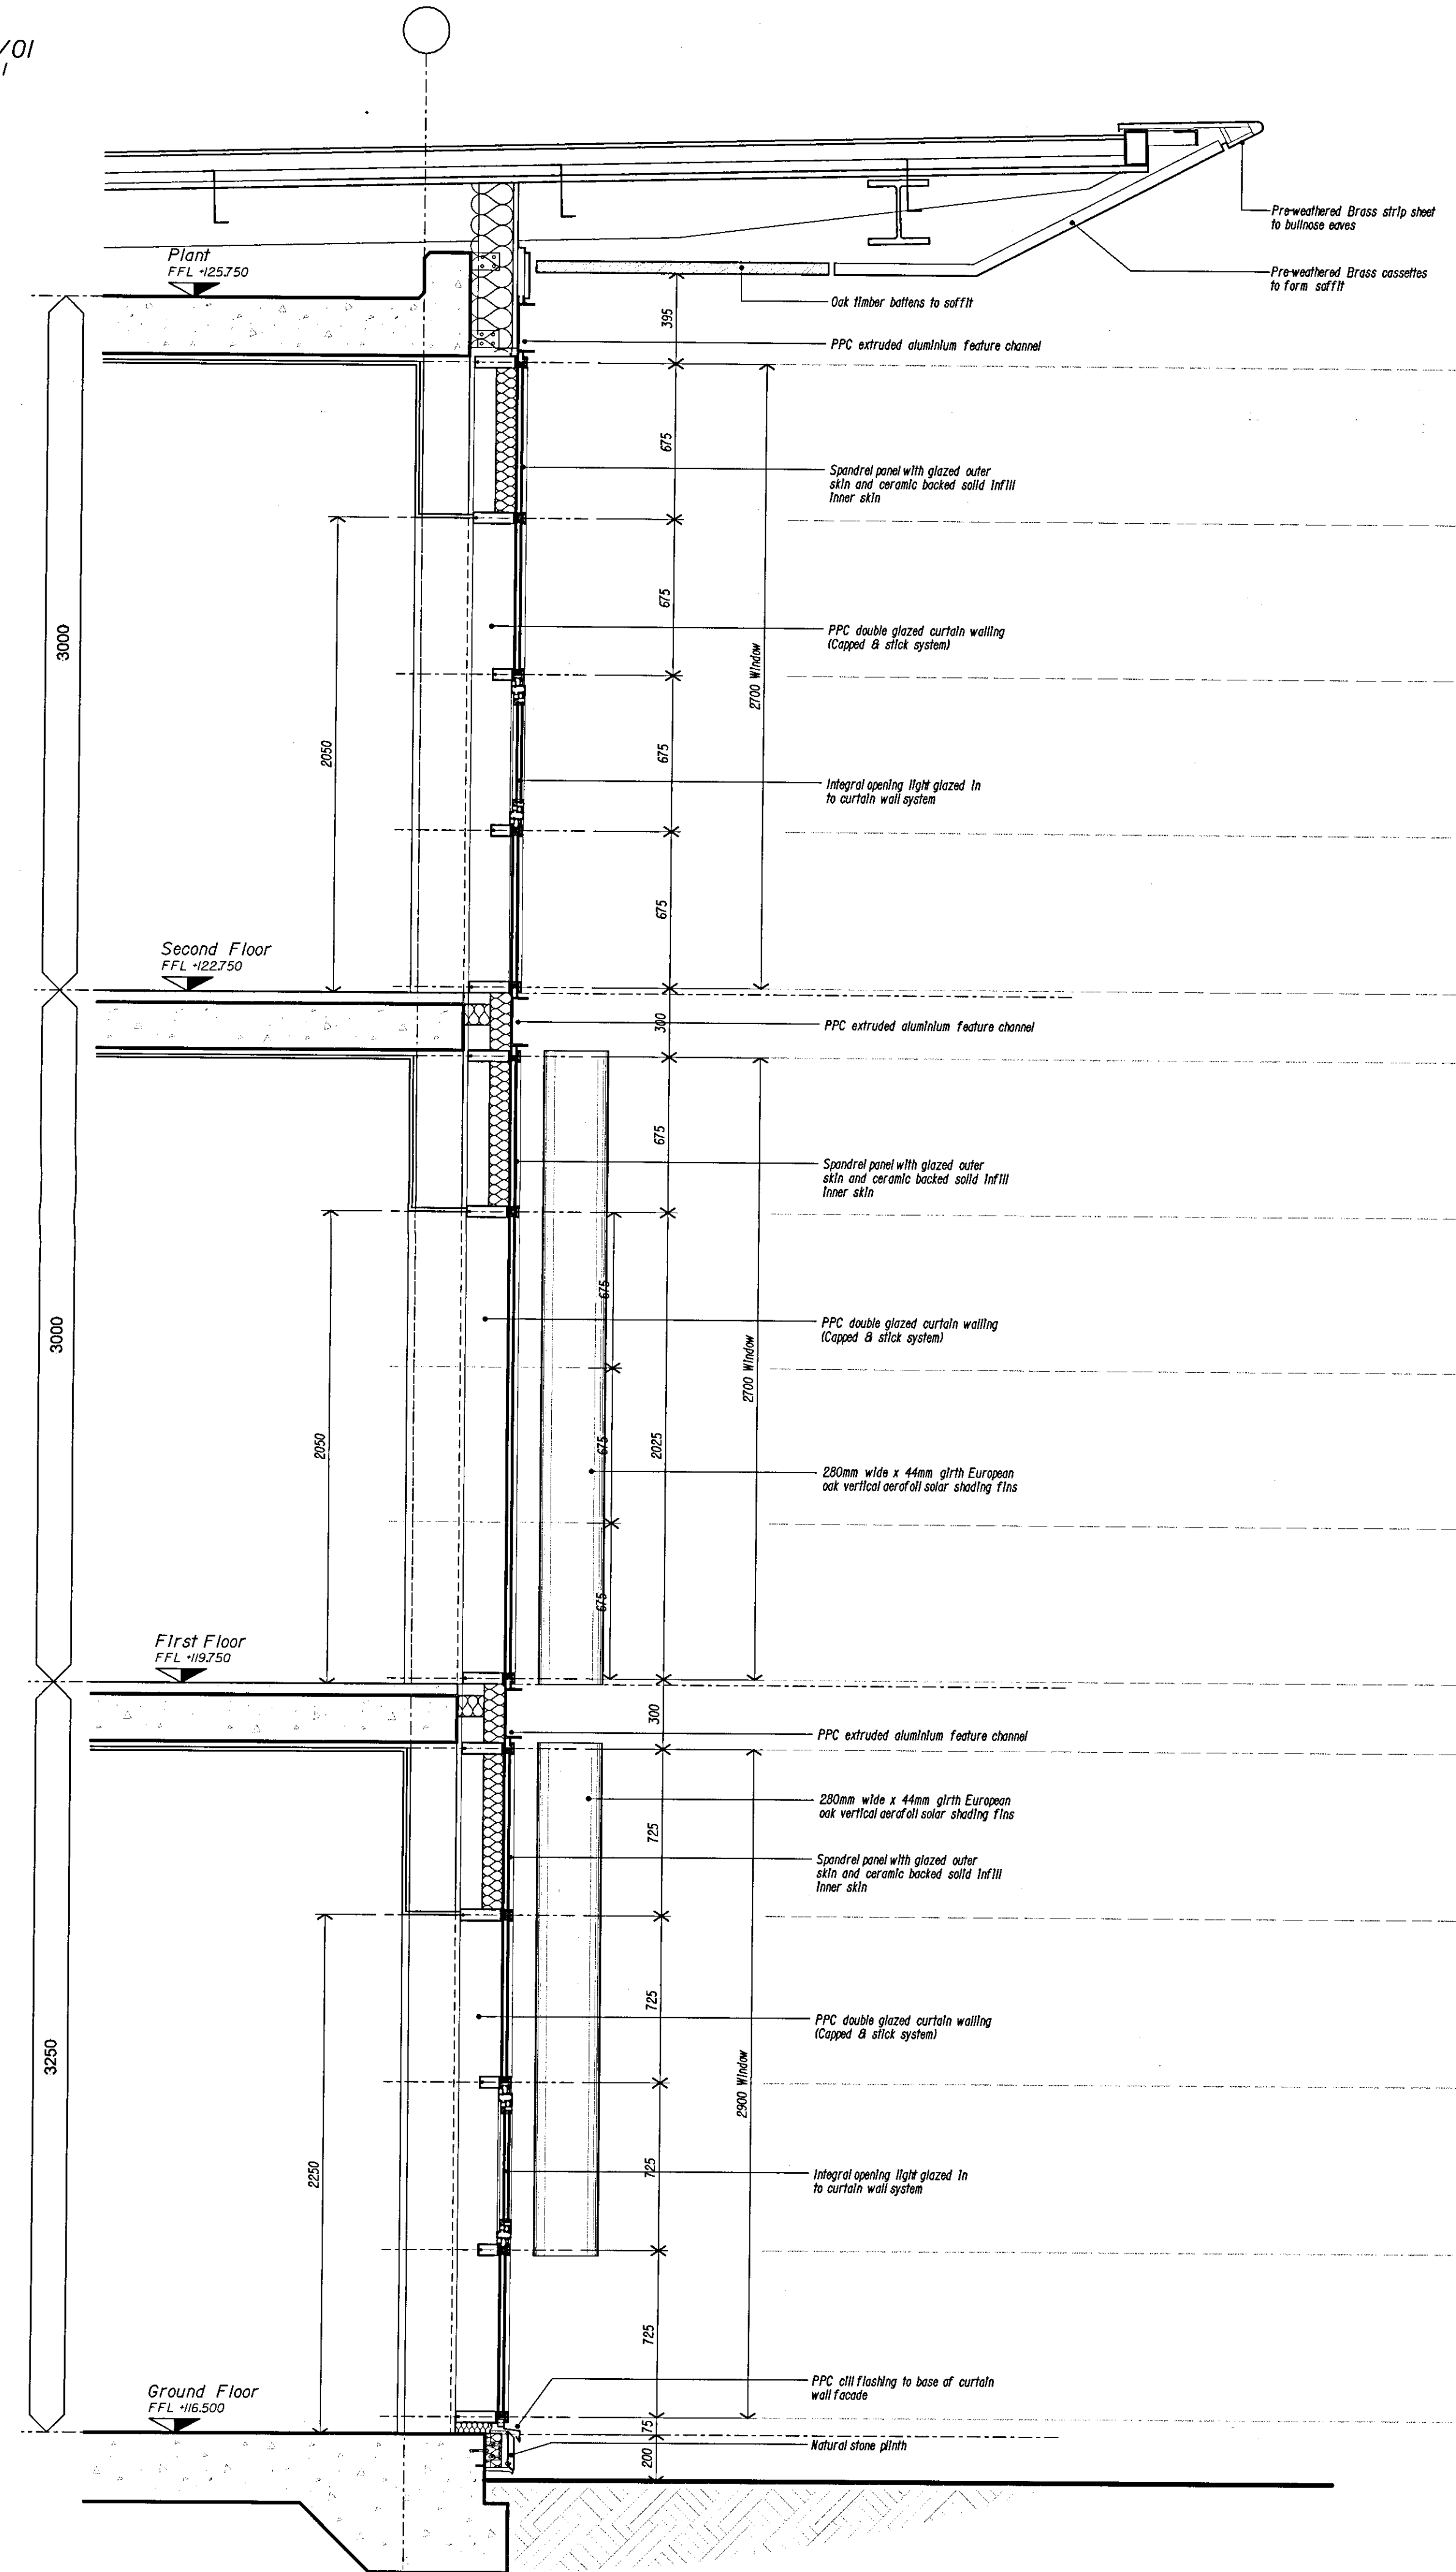 /01
1
Pre-weathered Brass strip sheet
to bullnose eaves
Plant
FFL +125.750
Pre-weathered Brass cassettes
to form soffit
Oak timber battens to soffit
395
PPC extruded aluminium feature channel
675
Spandrel panel with glazed outer
skin and ceramic backed solid infill
inner skin
3000
675
PPC double glazed curtain walling
(Capped & stick system)
2700 Window
2050
675
Integral opening light glazed in
to curtain wall system
675
Second Floor
FFL +122.750
300
PPC extruded aluminium feature channel
675
Spandrel panel with glazed outer
skin and ceramic backed solid infill
inner skin
675
3000
PPC double glazed curtain walling
(Capped & stick system)
2700 Window
2050
675
2025
280mm wide x 44mm girth European
oak vertical aerofoil solar shading fins
675
First Floor
FFL +119.750
300
PPC extruded aluminium feature channel
280mm wide x 44mm girth European
oak vertical aerofoil solar shading fins
725
Spandrel panel with glazed outer
skin and ceramic backed solid infill
inner skin
725
PPC double glazed curtain walling
(Capped & stick system)
3250
2900 Window
2250
725
Integral opening light glazed in
to curtain wall system
725
PPC cill flashing to base of curtain
wall facade
Ground Floor
FFL +116.500
75
Natural stone plinth
200